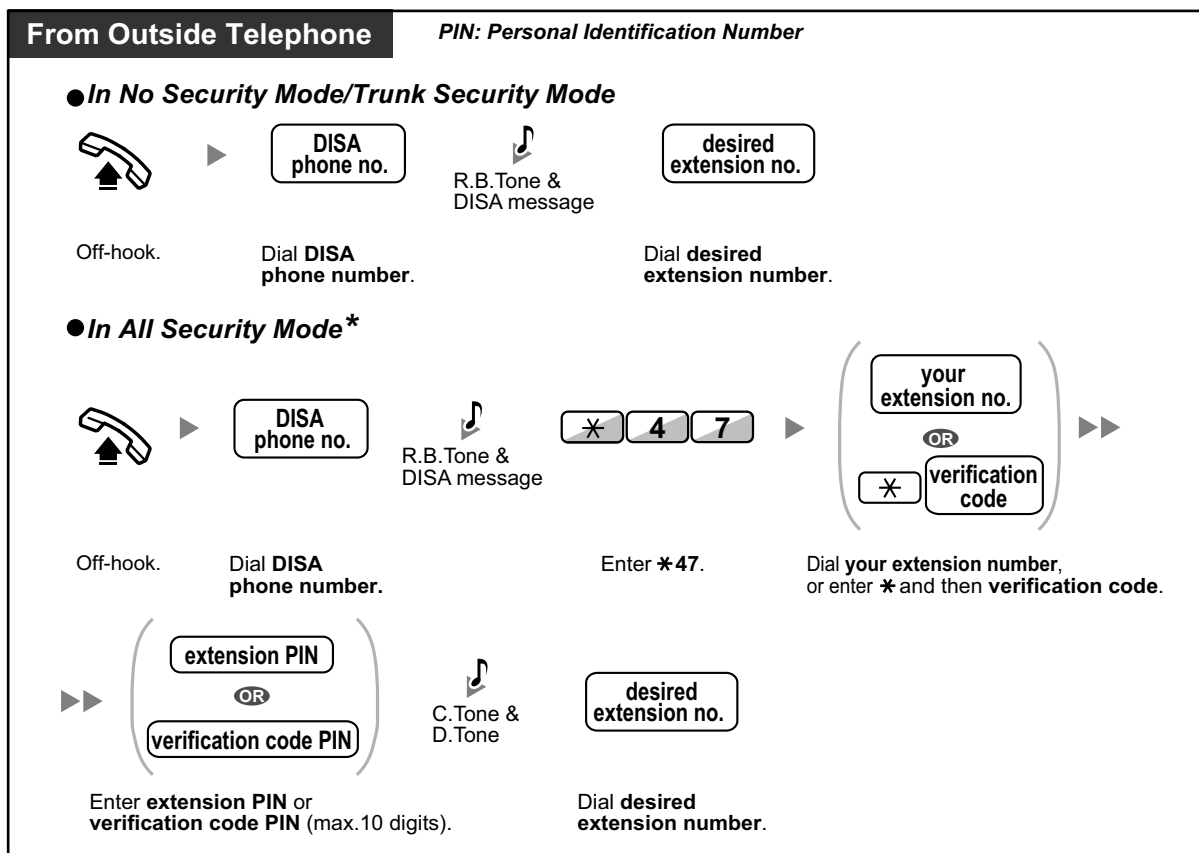 From Outside Telephone
PIN: Personal Identification Number
●In No Security Mode/Trunk Security Mode
DISA
phone no.
R.B.Tone &
DISA message
desired
extension no.
Off-hook.
Dial DISA
phone number.
Dial desired
extension number.
●In All Security Mode*
DISA
phone no.
R.B.Tone &
DISA message
* 4 7
your
extension no.
OR
* verification
code
Off-hook.
Dial DISA
phone number.
Enter *47.
Dial your extension number,
or enter * and then verification code.
extension PIN
OR
verification code PIN
C.Tone &
D.Tone
desired
extension no.
Enter extension PIN or
verification code PIN (max.10 digits).
Dial desired
extension number.